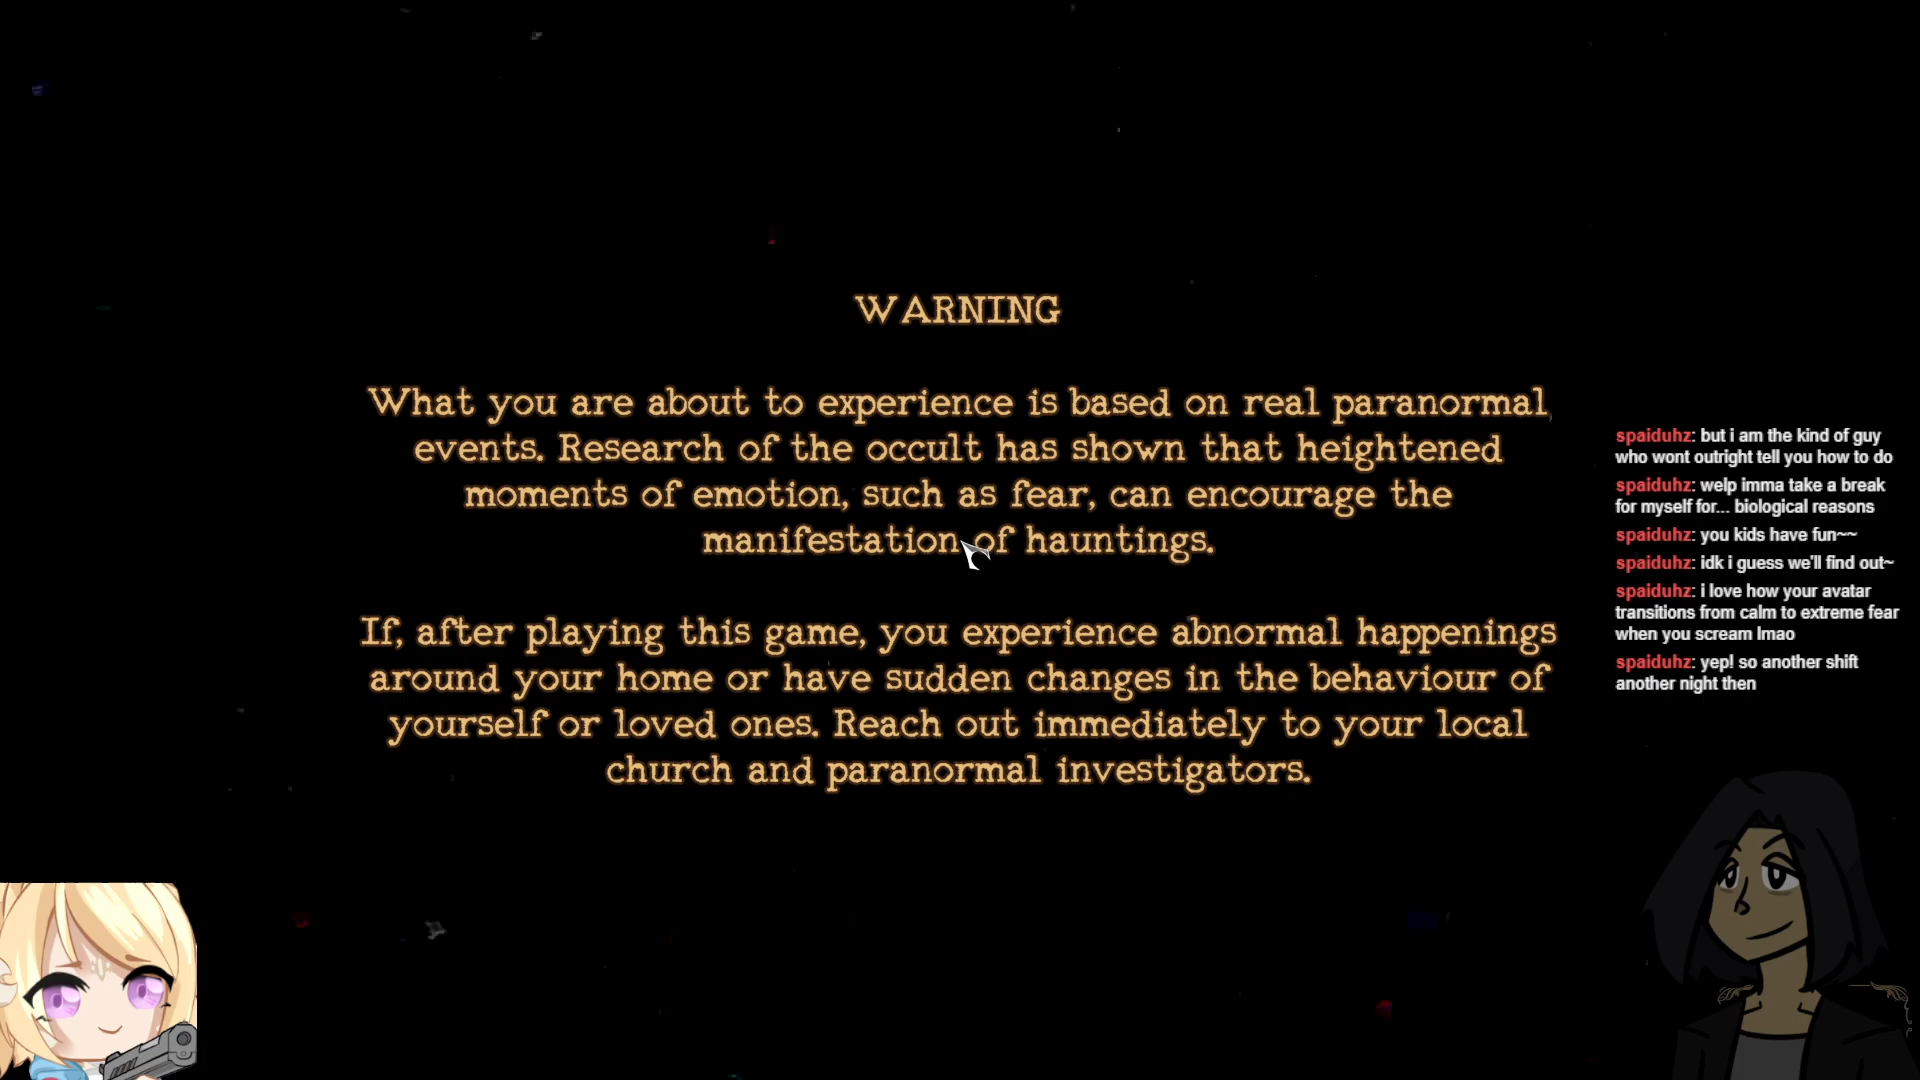 WARNING
What you are about to experience is based on real paranormal
events. Research of the occult has shown that heightened
moments of emotion, such as fear, can encourage the
manifestation of hauntings.
If, after playing this game, you experience abnormal happenings
around your home or have sudden changes in the behaviour of
yourself or loved ones. Reach out immediately to your local
church and paranormal investigators.
spaiduhz: but i am the kind of guy
who wont outright tell you how to do
spaiduhz: welp imma take a break
for myself for... biological reasons
spaiduhz: you kids have fun~~
spaiduhz: idk i guess we'll find out~
spaiduhz: i love how your avatar
transitions from calm to extreme fear
when you scream lmao
spaiduhz: yep! so another shift
another night then